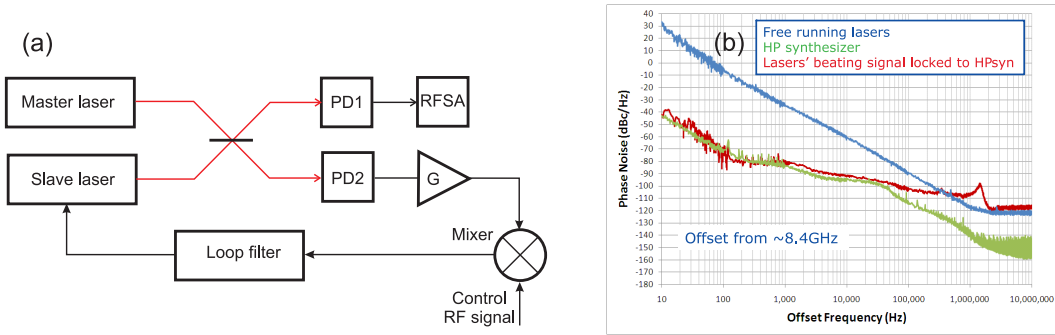 (a)
Master laser
Slave laser
PD1
RFSA
PD2
G
Mixer
Loop filter
Control
RF signal
(b)
Free running lasers
HP synthesizer
Lasers' beating signal locked to HPsyn
Phase Noise (dBc/Hz)
40
30
20
10
0
-10
-20
-30
-40
-50
-60
-70
-80
-90
-100
-110
-120
-130
-140
-150
-160
-170
-180
Offset from ~8.4GHz
10
100
1,000
10,000
100,000
1,000,000
10,000,000
Offset Frequency (Hz)